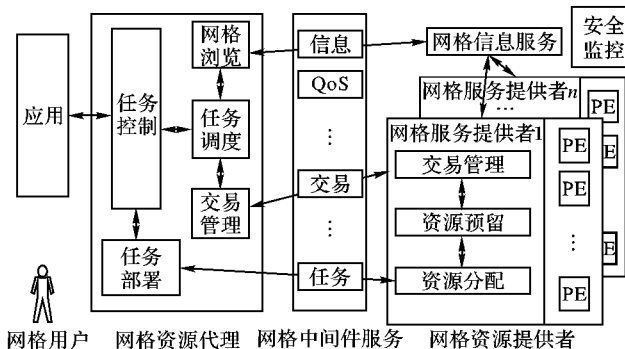 应用
网格用户
任务
控制
网格
浏览
任务
调度
交易
管理
任务
部署
网格资源代理
信息
QoS
⋮
交易
⋮
任务
网格中间件服务
网格信息服务
安全
监控
网格服务提供者n
…
PE
PE
PE
网格服务提供者1
交易管理
资源预留
资源分配
PE
PE
⋮
PE
网格资源提供者